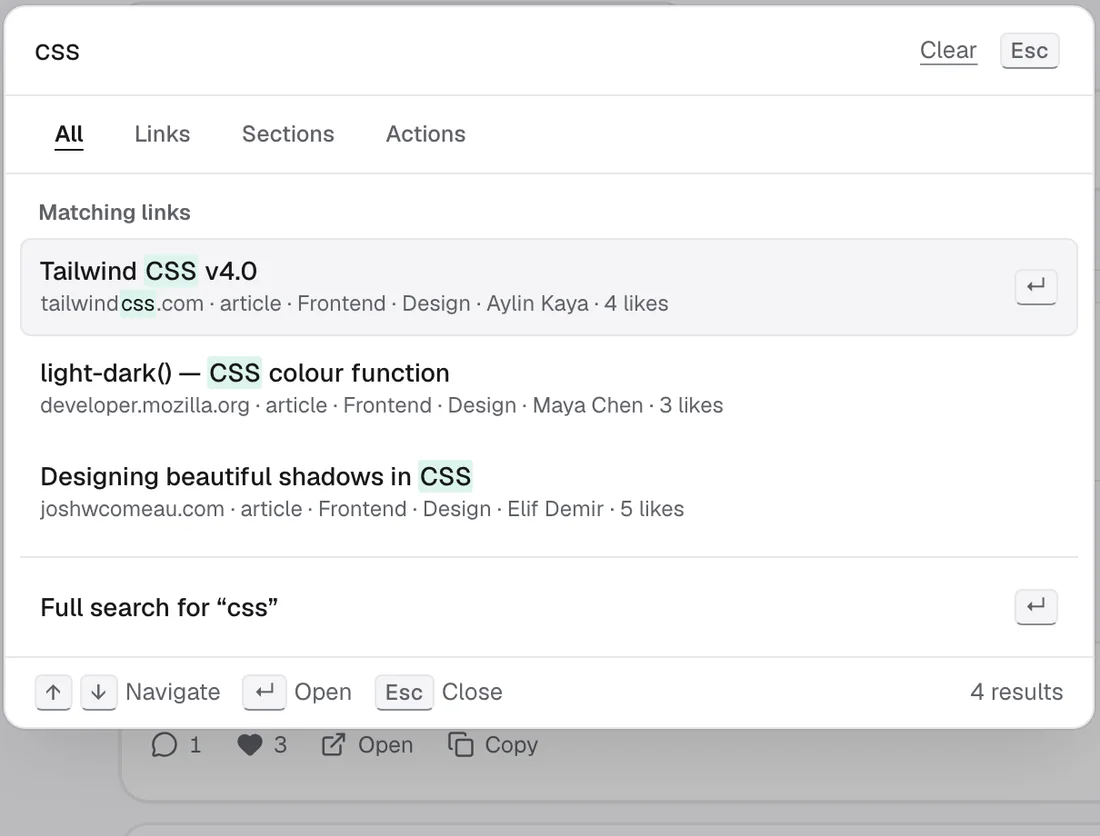 css
Clear Esc
All Links Sections Actions
Matching links
Tailwind CSS v4.0
tailwindcss.com · article · Frontend · Design · Aylin Kaya · 4 likes
light-dark() — CSS colour function
developer.mozilla.org · article · Frontend · Design · Maya Chen · 3 likes
Designing beautiful shadows in CSS
joshwcomeau.com · article · Frontend · Design · Elif Demir · 5 likes
Full search for “css”
↑ ↓ Navigate ↵ Open Esc Close 4 results
1 3 Open Copy